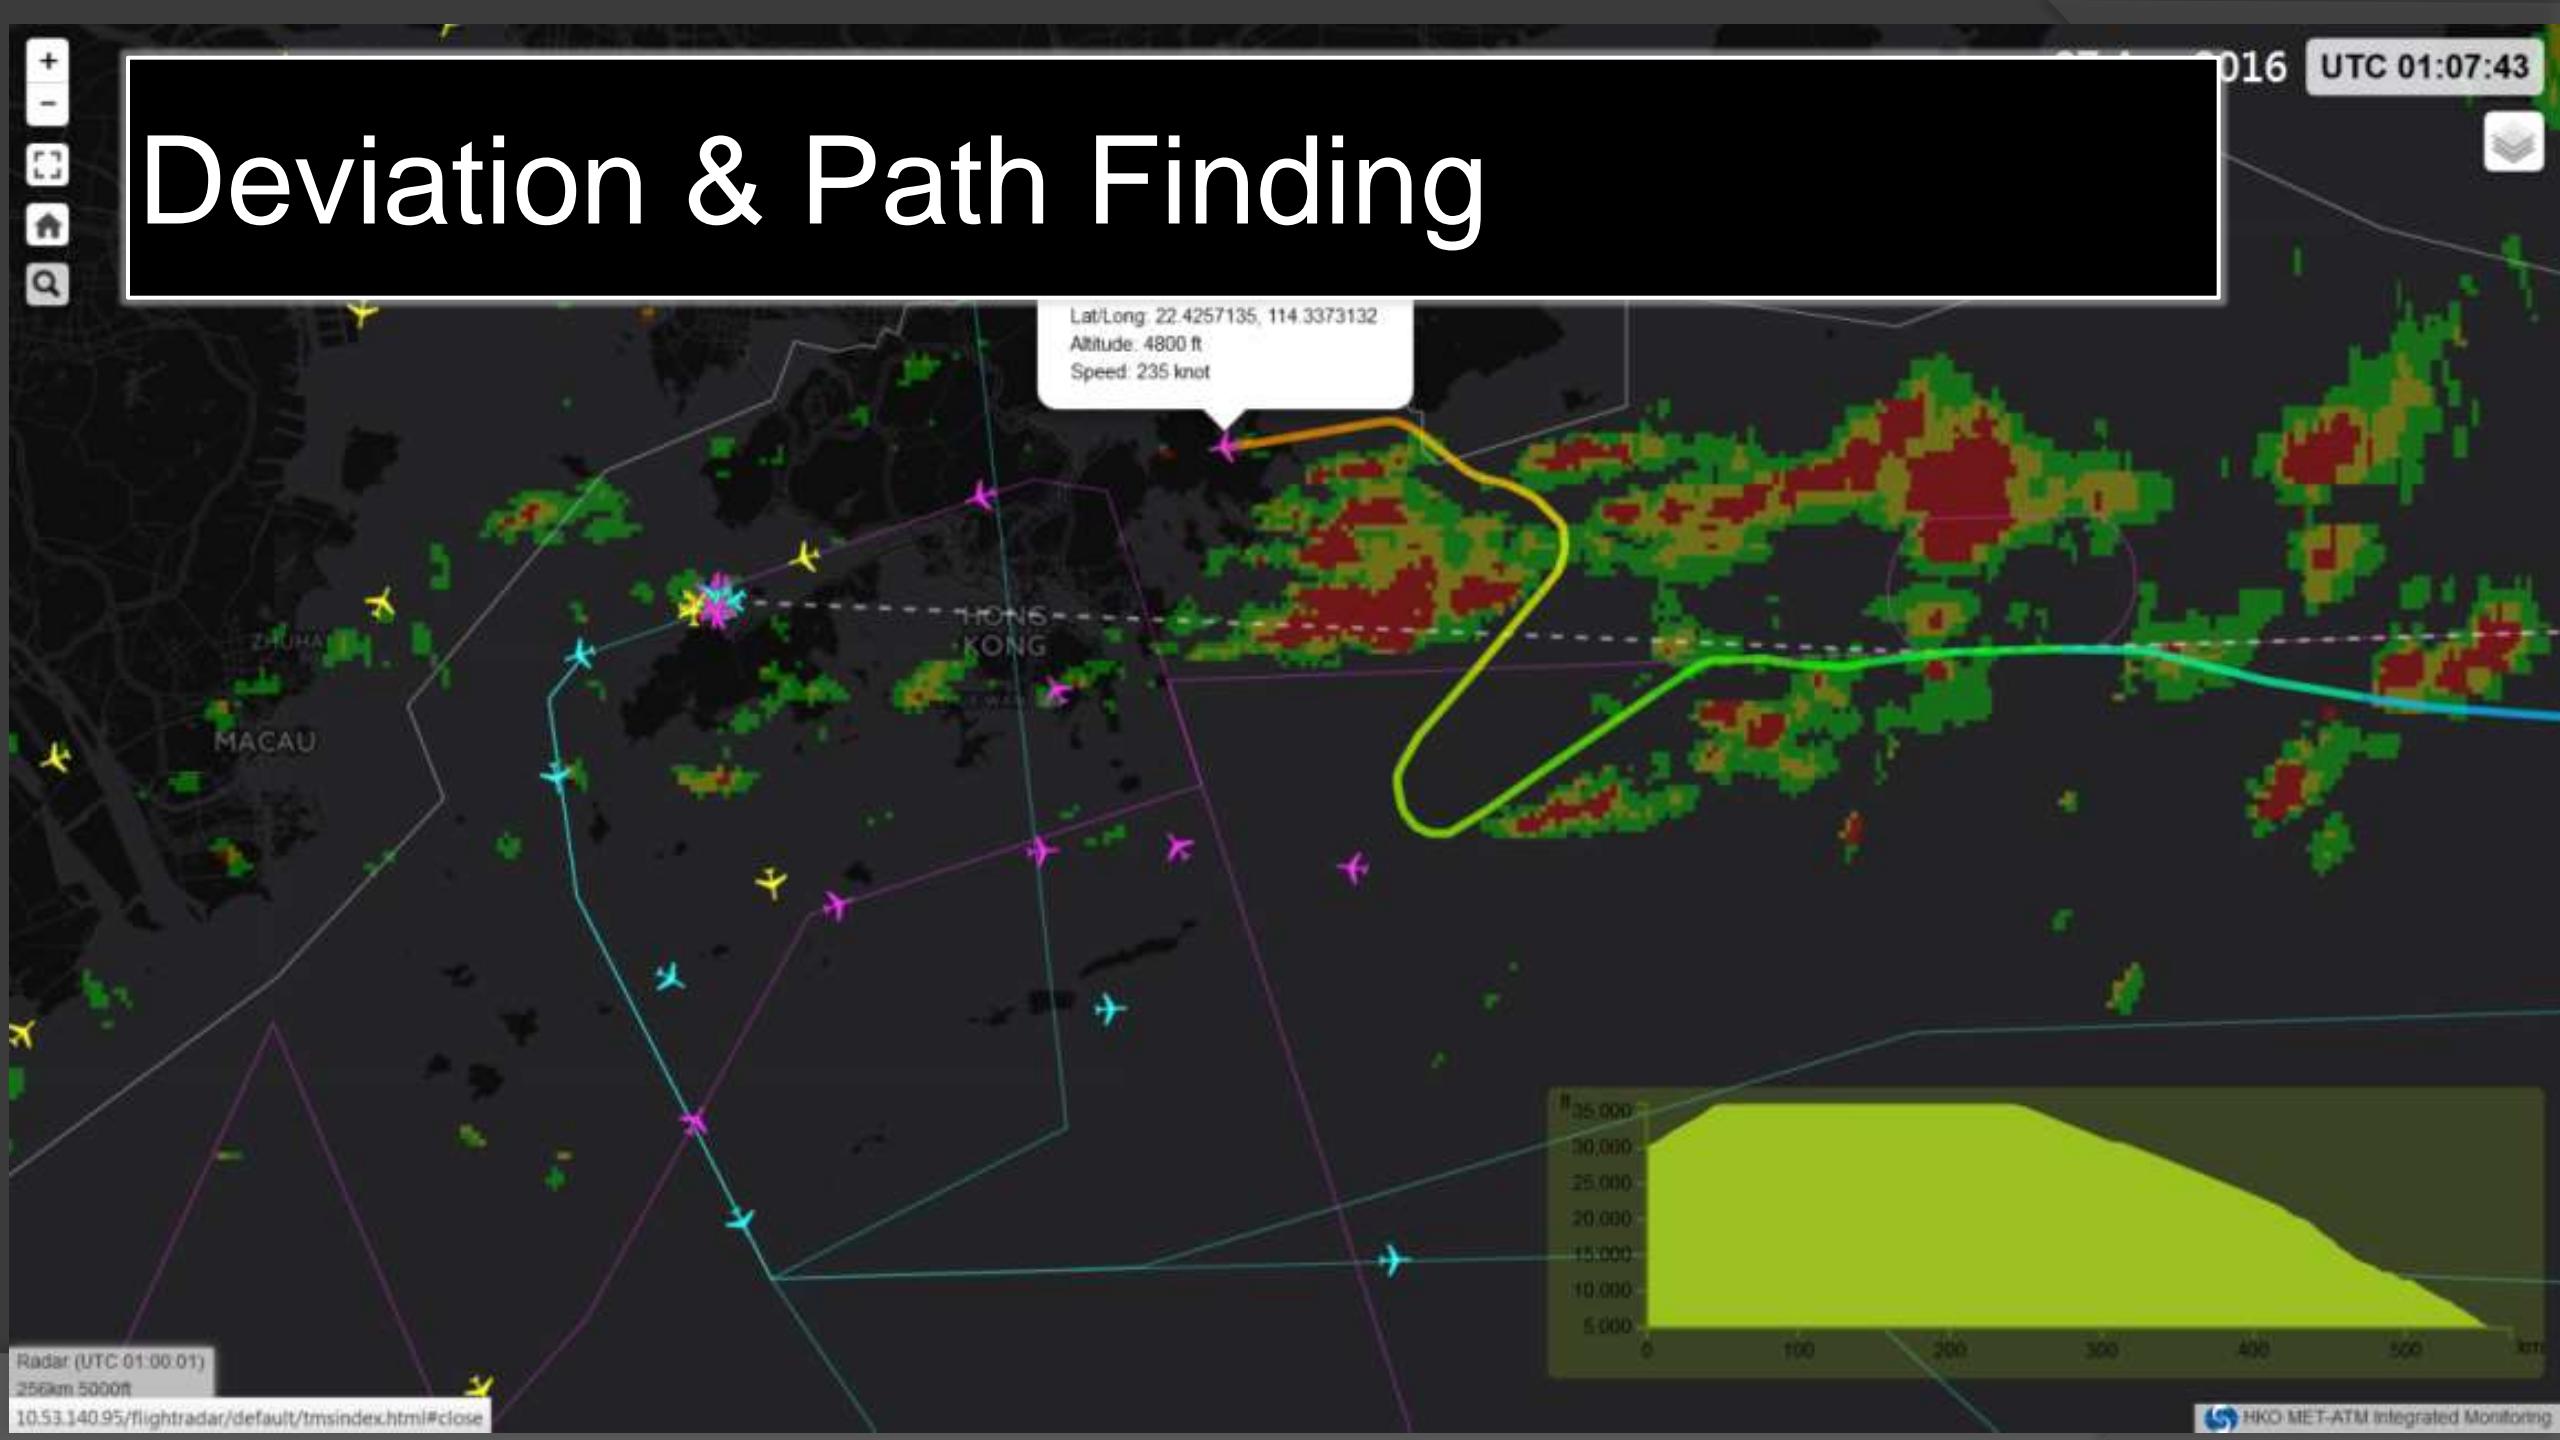 +
016 UTC 01:07:43
−
Deviation & Path Finding
Lat/Long: 22.4257135, 114.3373132
Altitude: 4800 ft
Speed: 235 knot
HONG
KONG
ZHUHAI
MACAU
ft
35,000
30,000
25,000
20,000
15,000
10,000
5,000
0 100 200 300 400 500 km
Radar (UTC 01:00:01)
256km 5000ft
10.53.140.95/flightradar/default/tmsindex.html#close
HKO MET-ATM Integrated Monitoring